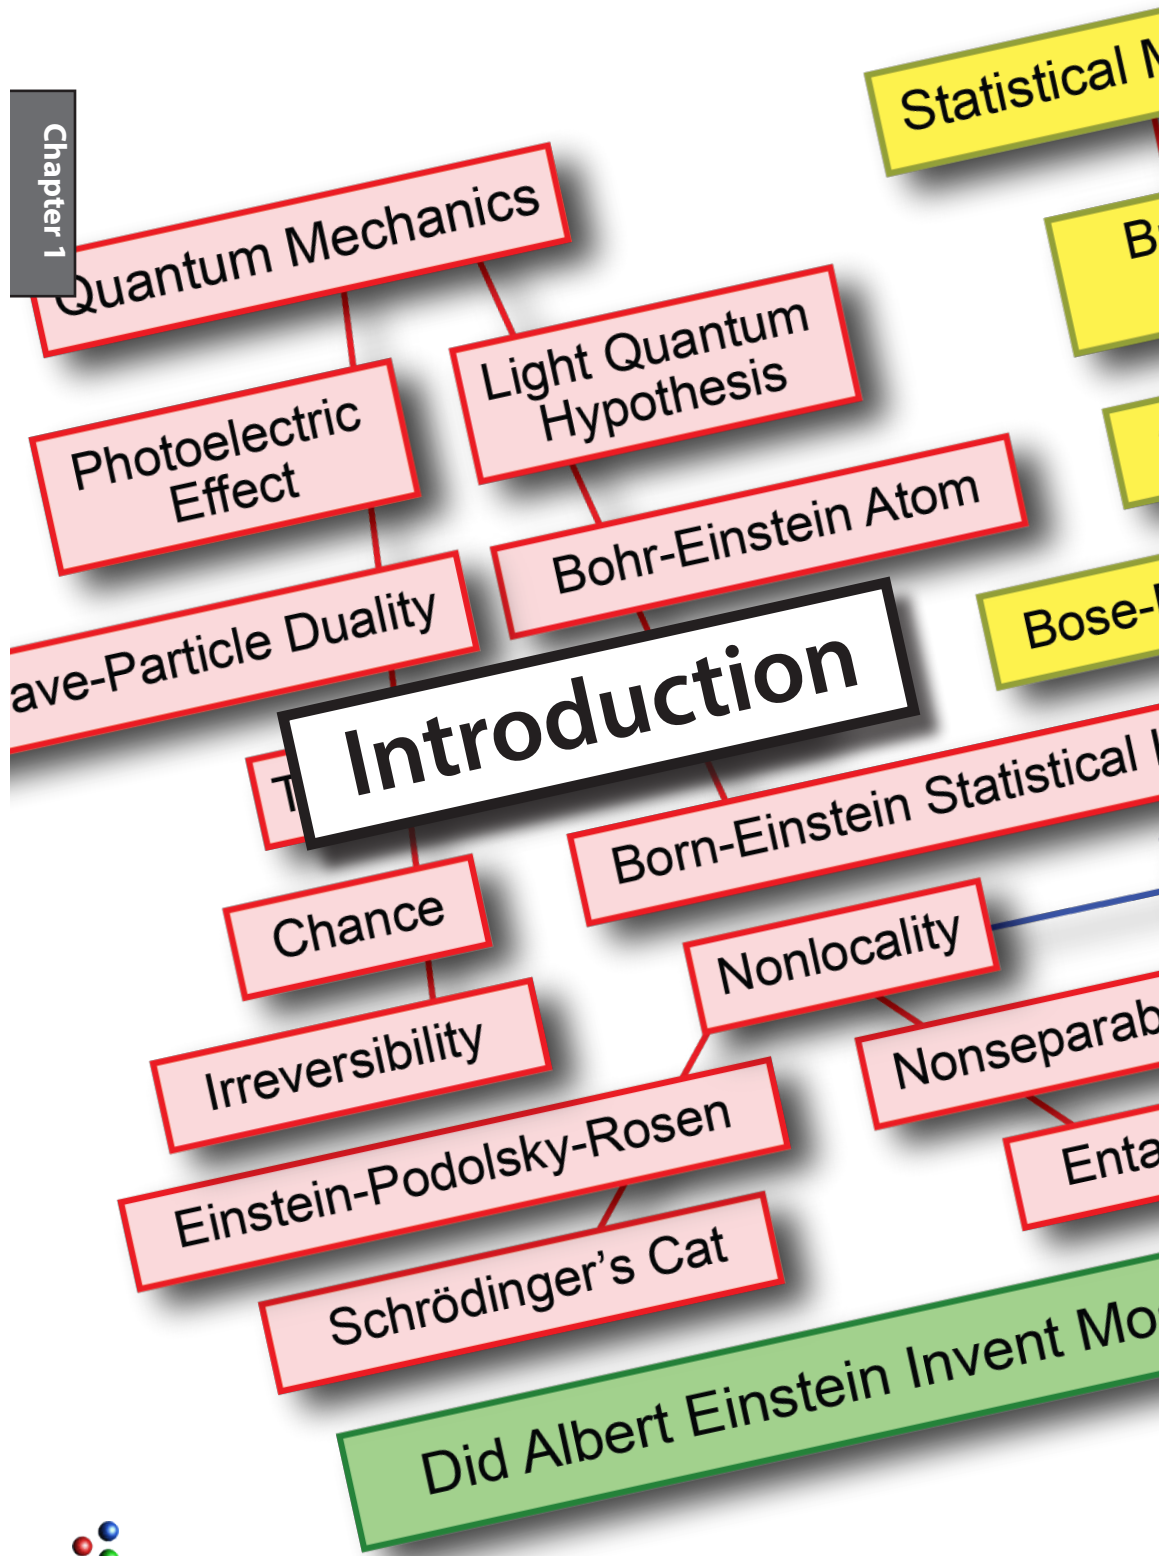 Chapter 1
Statistical
Quantum Mechanics
Light Quantum
Hypothesis
Photoelectric
Effect
Bohr-Einstein Atom
ave-Particle Duality
Bose-
Introduction
Born-Einstein Statistical
Chance
Nonlocality
Irreversibility
Nonseparab
Einstein-Podolsky-Rosen
Enta
Schrödinger’s Cat
Did Albert Einstein Invent Mo